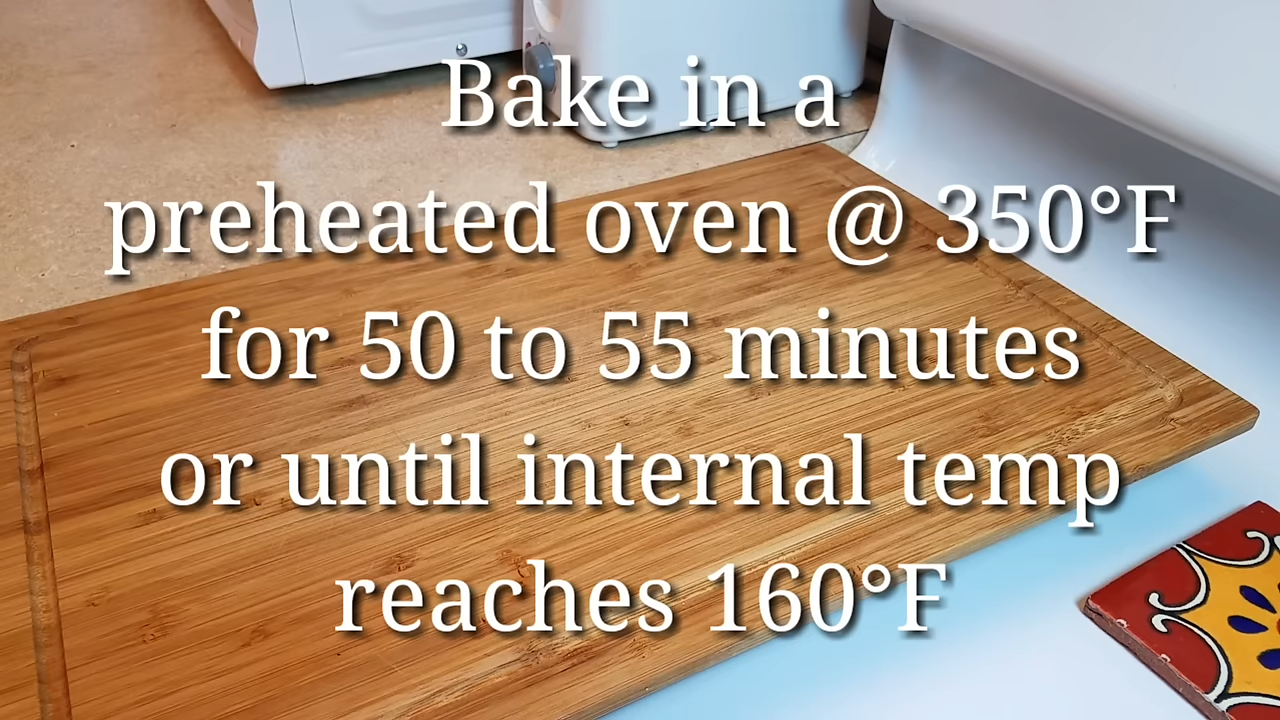 Bake in a
preheated oven @ 350°F
for 50 to 55 minutes
or until internal temp
reaches 160°F